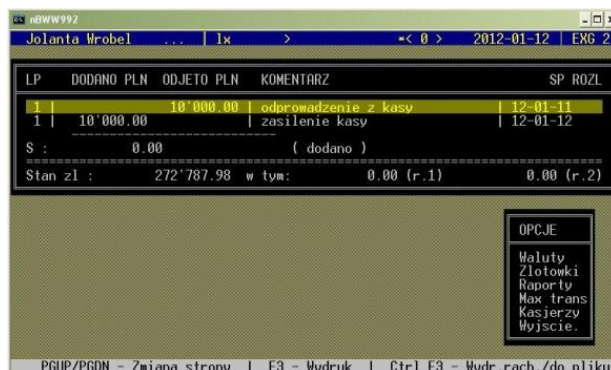 nBWW992
Jolanta Wrobel ... | lx > *< 0 > 2012-01-12 | EXG 2
LP DODANO PLN ODJETO PLN KOMENTARZ SP ROZL
1 | 10'000.00 | odprowadzenie z kasy | 12-01-11
1 | 10'000.00 | zasilenie kasy | 12-01-12
S : 0.00 ( dodano )
Stan zl : 272'787.98 w tym: 0.00 (r.1) 0.00 (r.2)
OPCJE
Waluty
Zlotowki
Raporty
Max trans
Kasjerzy
Wyjscie.
PGUP/PGDN - Zmiana strony | F3 - Wydruk | Ctrl F3 - Wydr.rach./do pliku